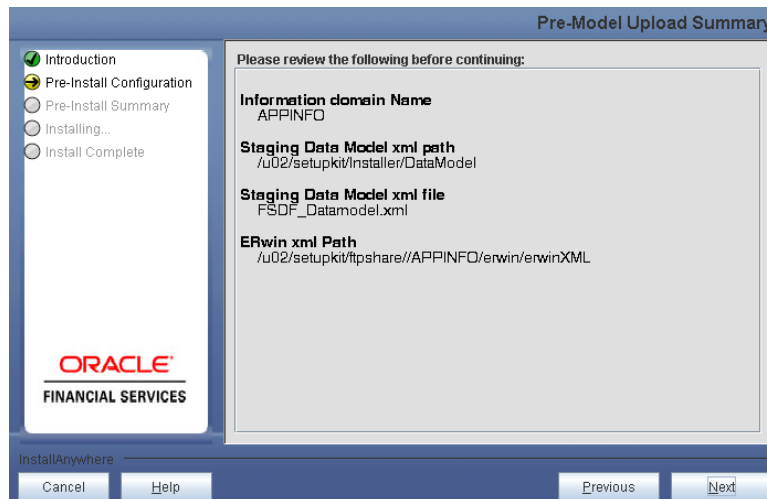 Pre-Model Upload Summary
Introduction
Pre-Install Configuration
Pre-Install Summary
Installing...
Install Complete
Please review the following before continuing:
Information domain Name
APPINFO
Staging Data Model xml path
/u02/setupkit/Installer/DataModel
Staging Data Model xml file
FSDF_Datamodel.xml
ERwin xml Path
/u02/setupkit/ftpshare//APPINFO/erwin/erwinXML
ORACLE
FINANCIAL SERVICES
InstallAnywhere
Cancel
Help
Previous
Next